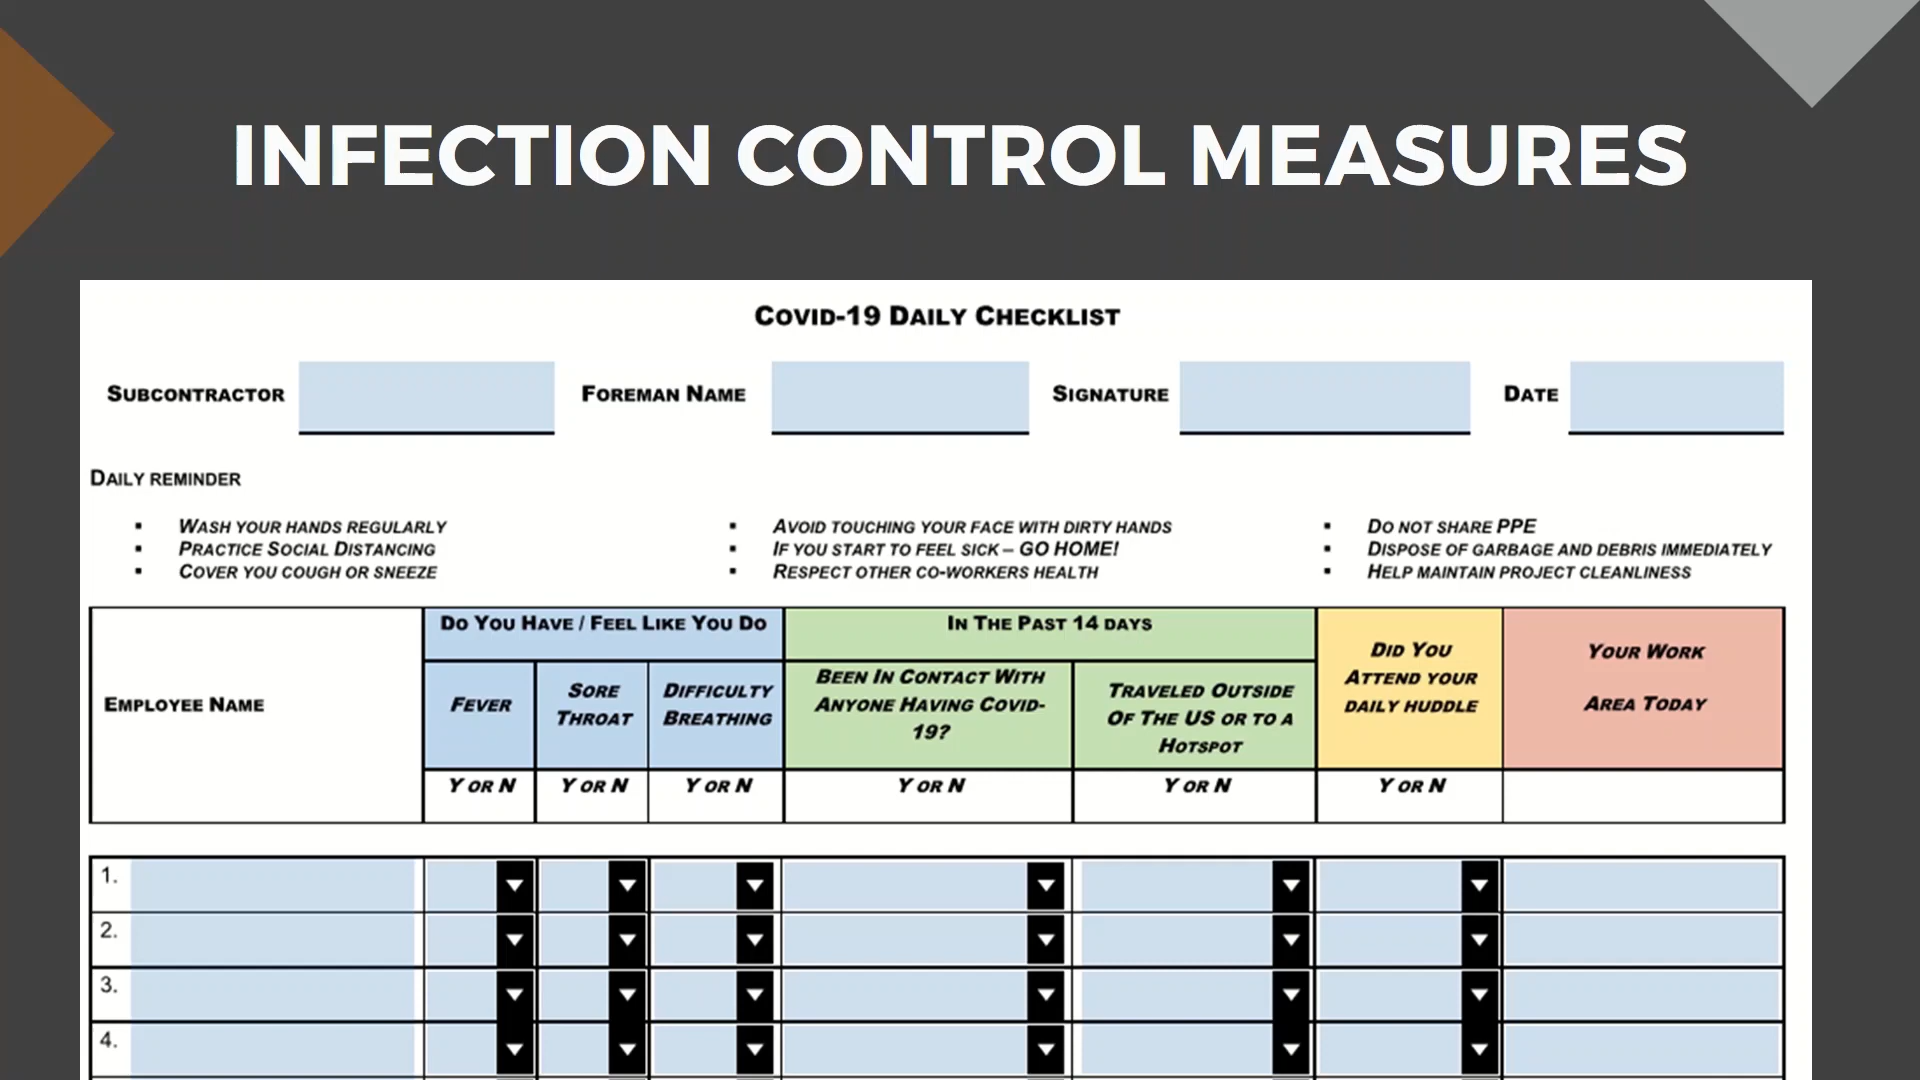 INFECTION CONTROL MEASURES
COVID-19 DAILY CHECKLIST
SUBCONTRACTOR FOREMAN NAME SIGNATURE DATE
DAILY REMINDER
▪ WASH YOUR HANDS REGULARLY
▪ PRACTICE SOCIAL DISTANCING
▪ COVER YOU COUGH OR SNEEZE
▪ AVOID TOUCHING YOUR FACE WITH DIRTY HANDS
▪ IF YOU START TO FEEL SICK – GO HOME!
▪ RESPECT OTHER CO-WORKERS HEALTH
▪ DO NOT SHARE PPE
▪ DISPOSE OF GARBAGE AND DEBRIS IMMEDIATELY
▪ HELP MAINTAIN PROJECT CLEANLINESS
EMPLOYEE NAME
DO YOU HAVE / FEEL LIKE YOU DO
FEVER
SORE
THROAT
DIFFICULTY
BREATHING
IN THE PAST 14 DAYS
BEEN IN CONTACT WITH
ANYONE HAVING COVID-
19?
TRAVELED OUTSIDE
OF THE US OR TO A
HOTSPOT
DID YOU
ATTEND YOUR
DAILY HUDDLE
YOUR WORK
AREA TODAY
Y OR N Y OR N Y OR N Y OR N Y OR N Y OR N
1.
2.
3.
4.